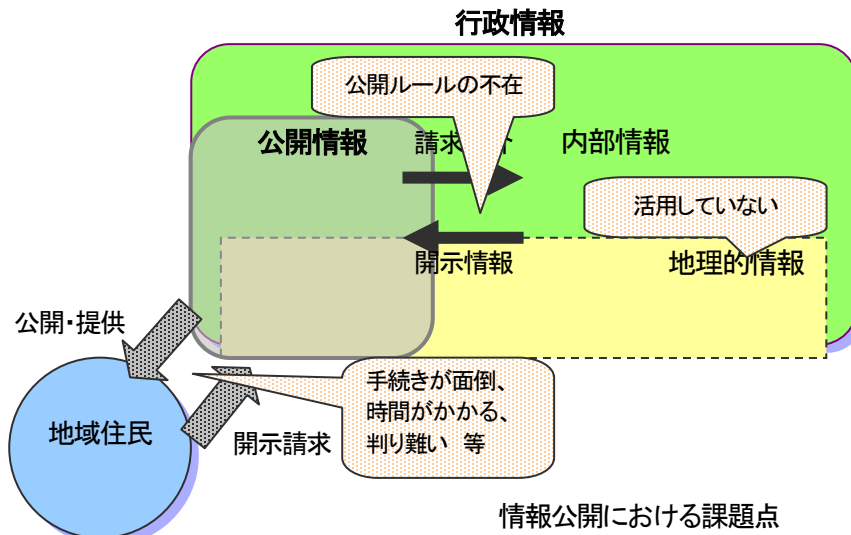 行政情報
公開ルールの不在
公開情報
請求
内部情報
活用していない
開示情報
地理的情報
公開・提供
手続きが面倒、
時間がかかる、
判り難い 等
地域住民
開示請求
情報公開における課題点